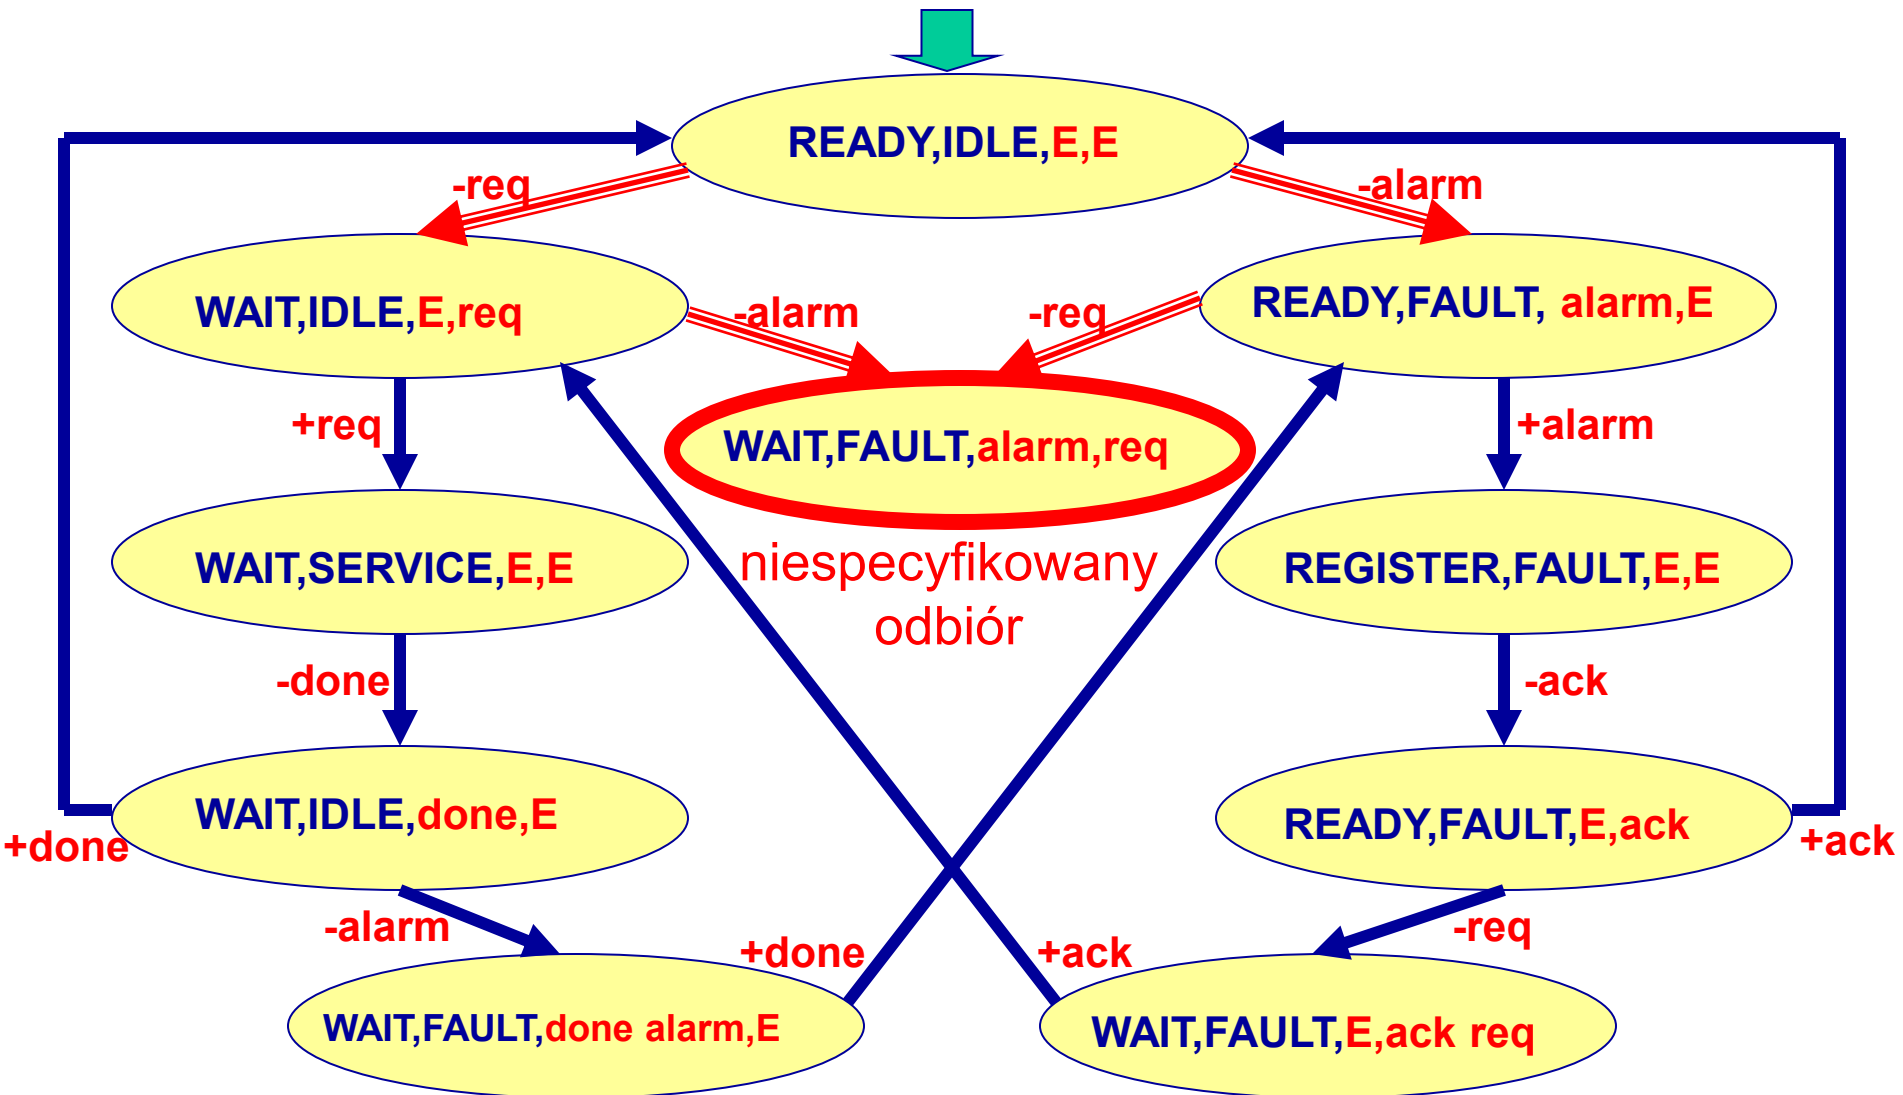 READY,IDLE,E,E
-req
-alarm
WAIT,IDLE,E,req
-alarm
-req
READY,FAULT, alarm,E
+req
WAIT,FAULT,alarm,req
+alarm
WAIT,SERVICE,E,E
niespecyfikowany
odbiór
REGISTER,FAULT,E,E
-done
-ack
WAIT,IDLE,done,E
READY,FAULT,E,ack
+done
+ack
-alarm
+done
+ack
-req
WAIT,FAULT,done alarm,E
WAIT,FAULT,E,ack req